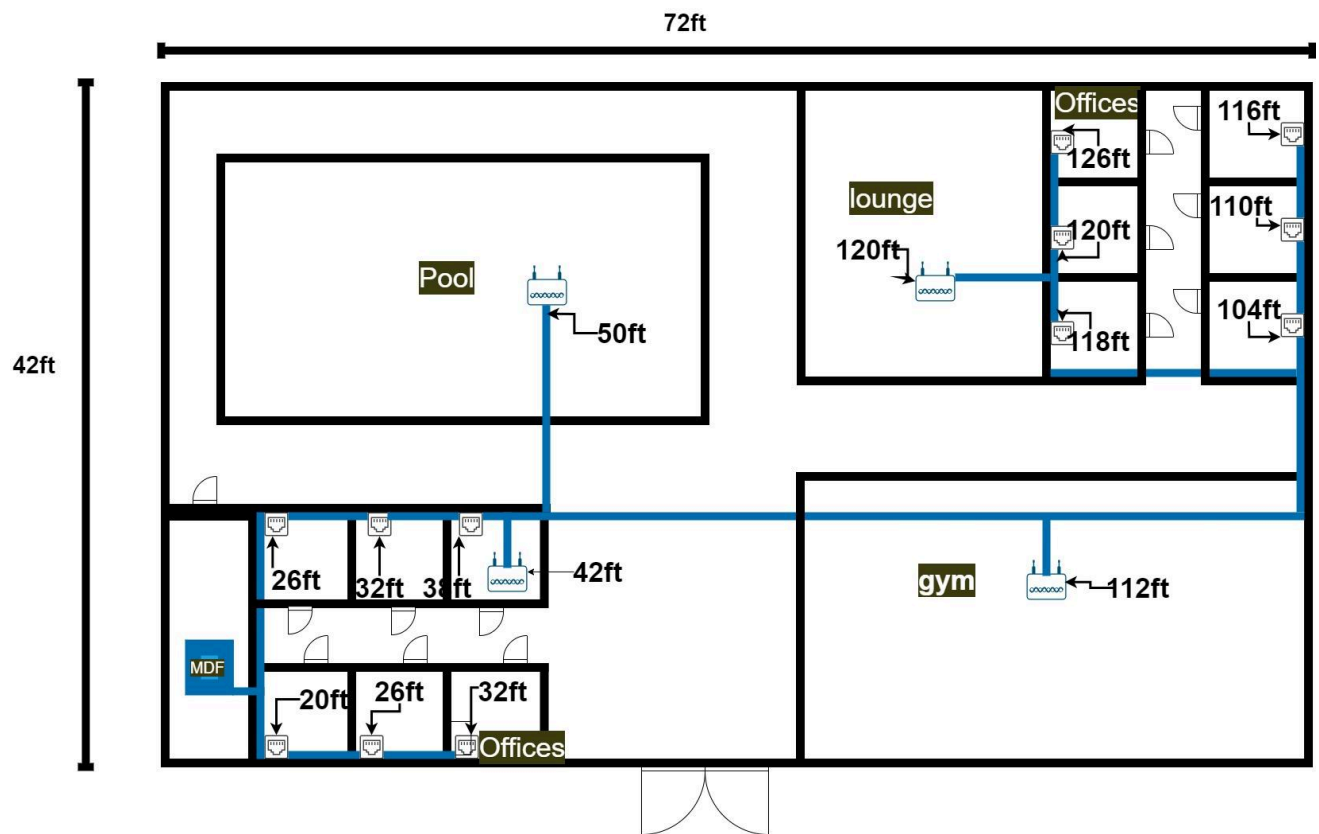 72ft
42ft
Offices
116ft
126ft
lounge
110ft
120ft
120ft
Pool
104ft
50ft
118ft
26ft
32ft
38ft
42ft
gym
112ft
MDF
20ft
26ft
32ft
Offices